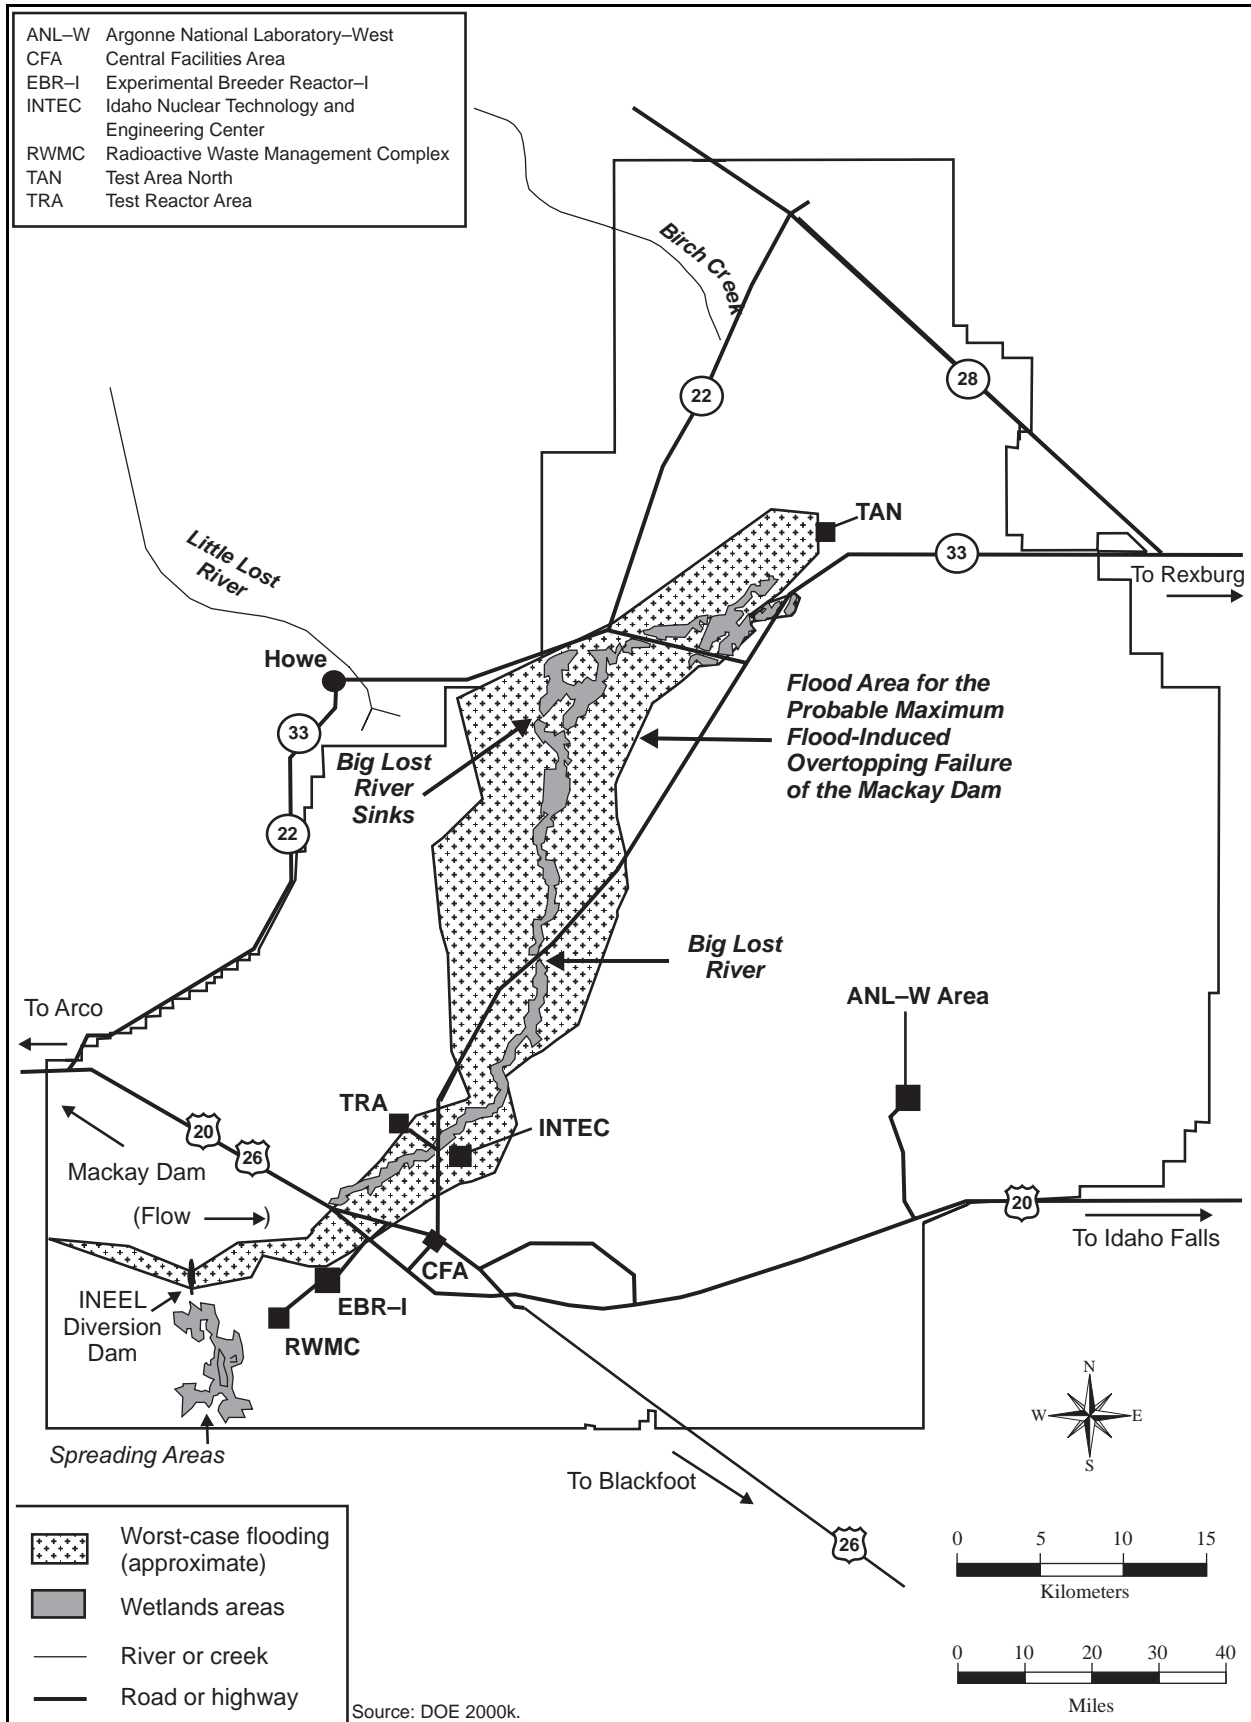 ANL–W Argonne National Laboratory–West
CFA Central Facilities Area
EBR–I Experimental Breeder Reactor–I
INTEC Idaho Nuclear Technology and
Engineering Center
RWMC Radioactive Waste Management Complex
TAN Test Area North
TRA Test Reactor Area
Birch Creek
22
28
TAN
33
To Rexburg
Little Lost
River
Howe
33
Big Lost
River
Sinks
Flood Area for the
Probable Maximum
Flood-Induced
Overtopping Failure
of the Mackay Dam
22
Big Lost
River
ANL–W Area
To Arco
TRA
INTEC
20
26
Mackay Dam
(Flow )
20
To Idaho Falls
CFA
INEEL
Diversion
Dam
EBR–I
RWMC
Spreading Areas
To Blackfoot
26
N
W E
S
Worst-case flooding
(approximate)
Wetlands areas
River or creek
Road or highway
Source: DOE 2000k.
0 5 10 15
Kilometers
0 10 20 30 40
Miles